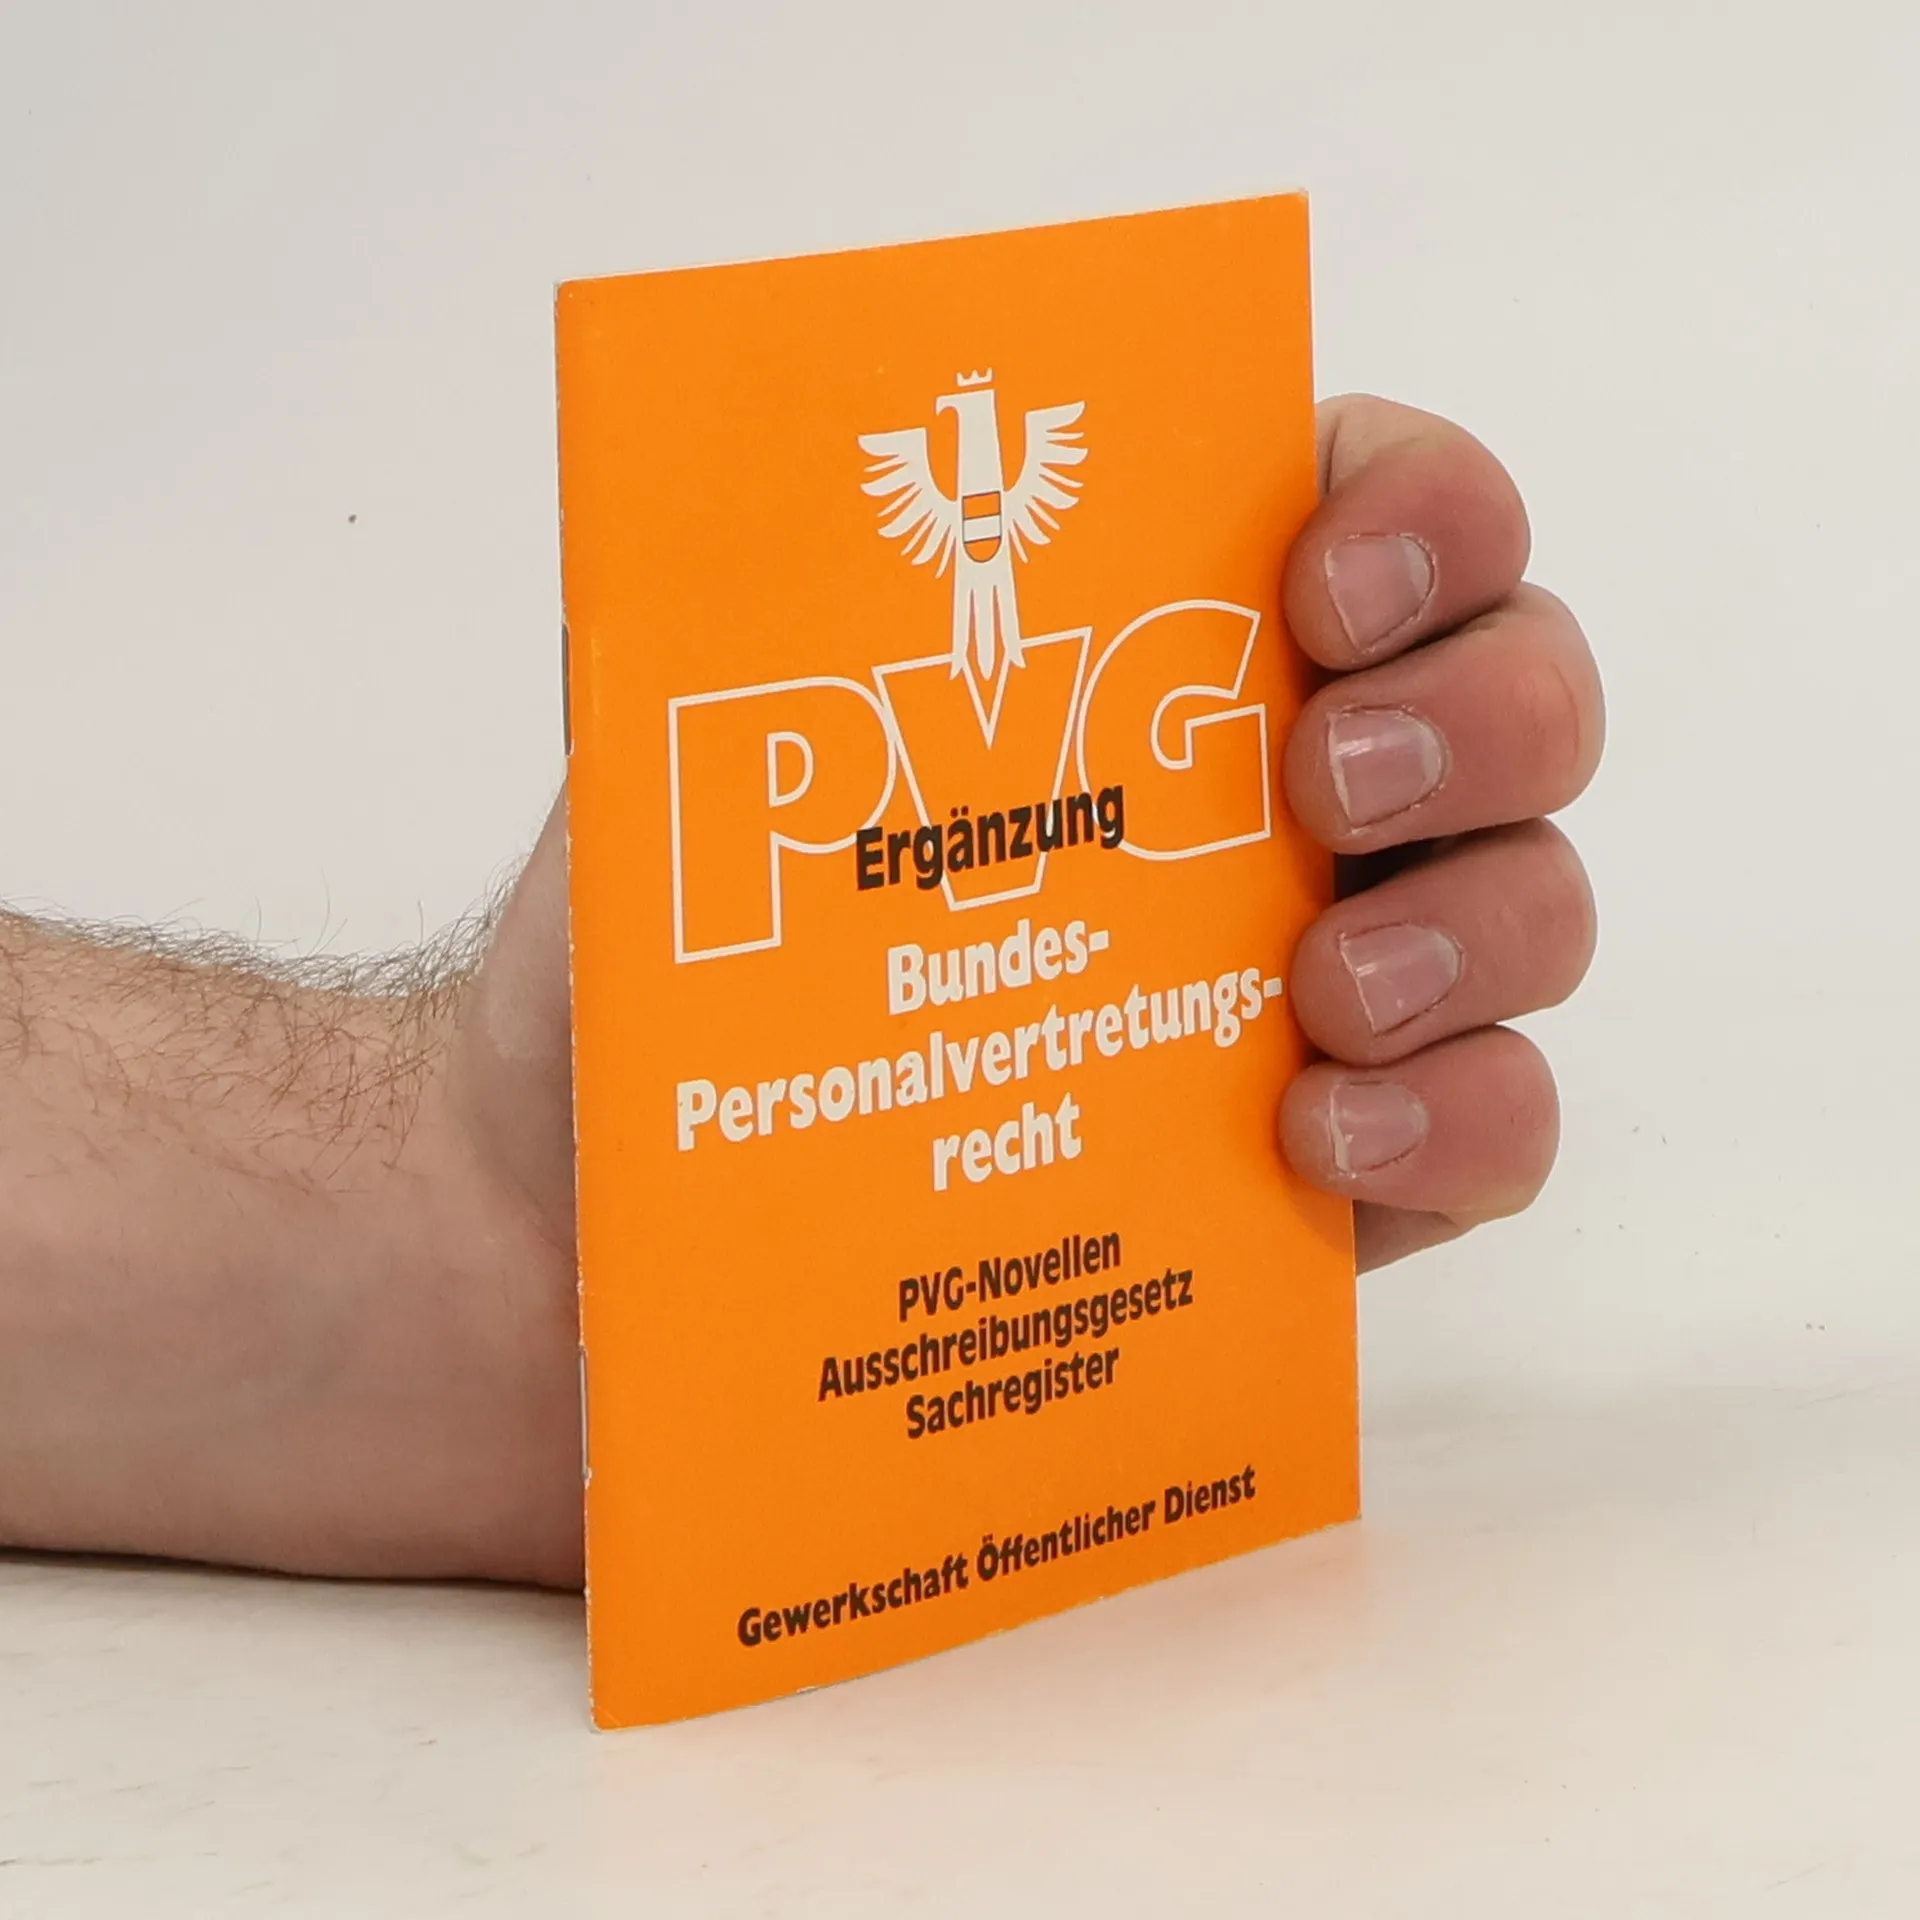 PVG
Ergänzung
Bundes-
Personalvertretungs-
recht
PVG-Novellen
Ausschreibungsgesetz
Sachregister
Gewerkschaft Öffentlicher Dienst